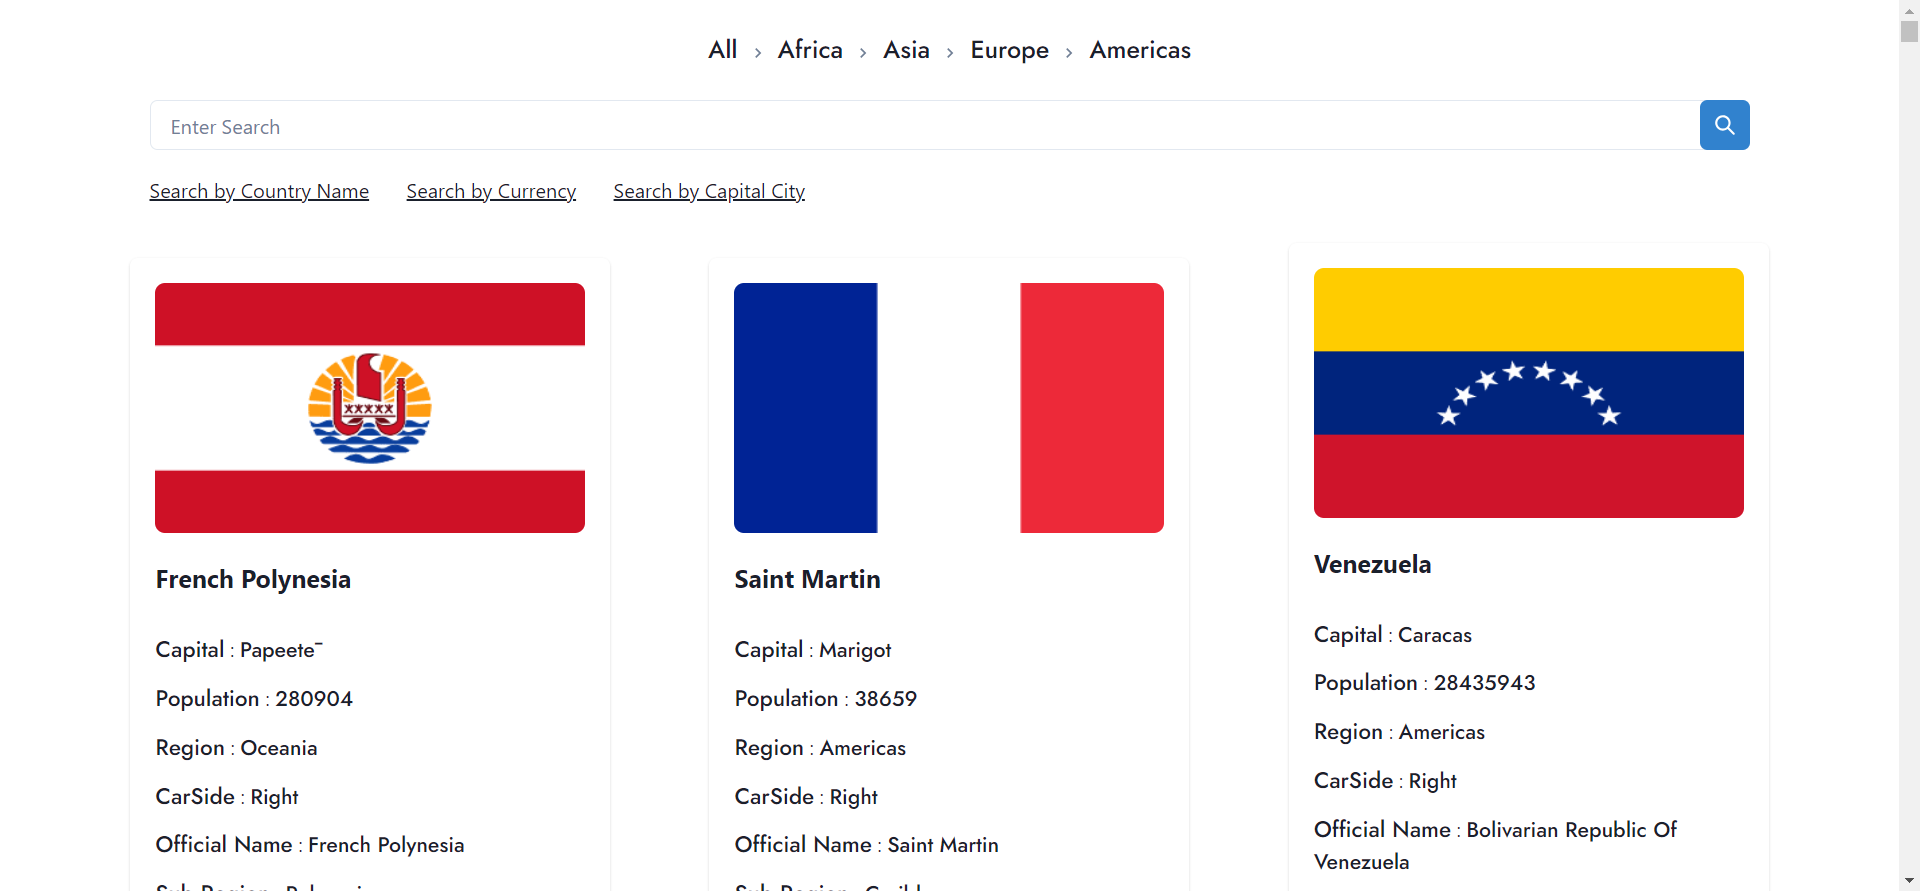 All › Africa › Asia › Europe › Americas
Enter Search
Search by Country Name Search by Currency Search by Capital City
French Polynesia
Capital : Papeete¯
Population : 280904
Region : Oceania
CarSide : Right
Official Name : French Polynesia
Saint Martin
Capital : Marigot
Population : 38659
Region : Americas
CarSide : Right
Official Name : Saint Martin
Venezuela
Capital : Caracas
Population : 28435943
Region : Americas
CarSide : Right
Official Name : Bolivarian Republic Of
Venezuela